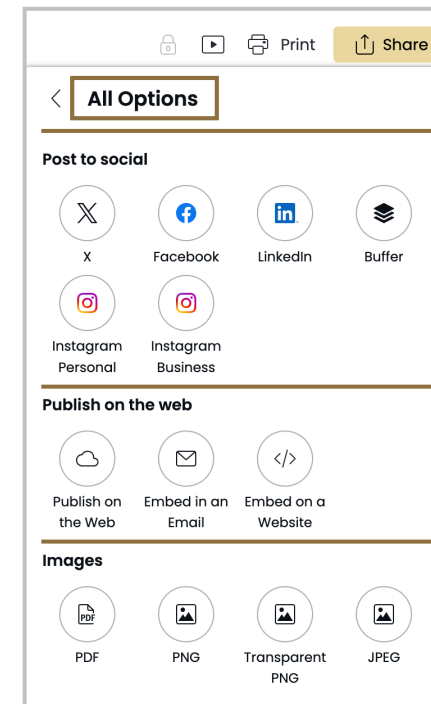 Print Share
All Options
Post to social
X Facebook LinkedIn Buffer
Instagram Instagram
Personal Business
Publish on the web
Publish on Embed in an Embed on a
the Web Email Website
Images
PDF
PDF PNG Transparent JPEG
PNG